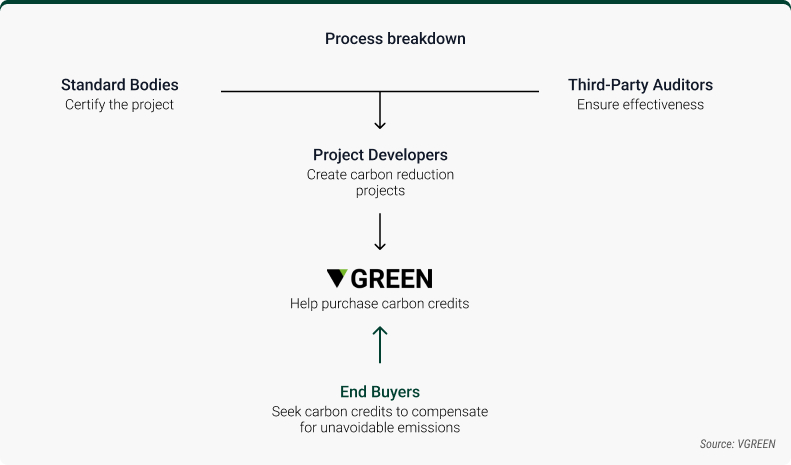 Process breakdown
Standard Bodies
Certify the project
Third-Party Auditors
Ensure effectiveness
Project Developers
Create carbon reduction
projects
VGREEN
Help purchase carbon credits
End Buyers
Seek carbon credits to compensate
for unavoidable emissions
Source: VGREEN